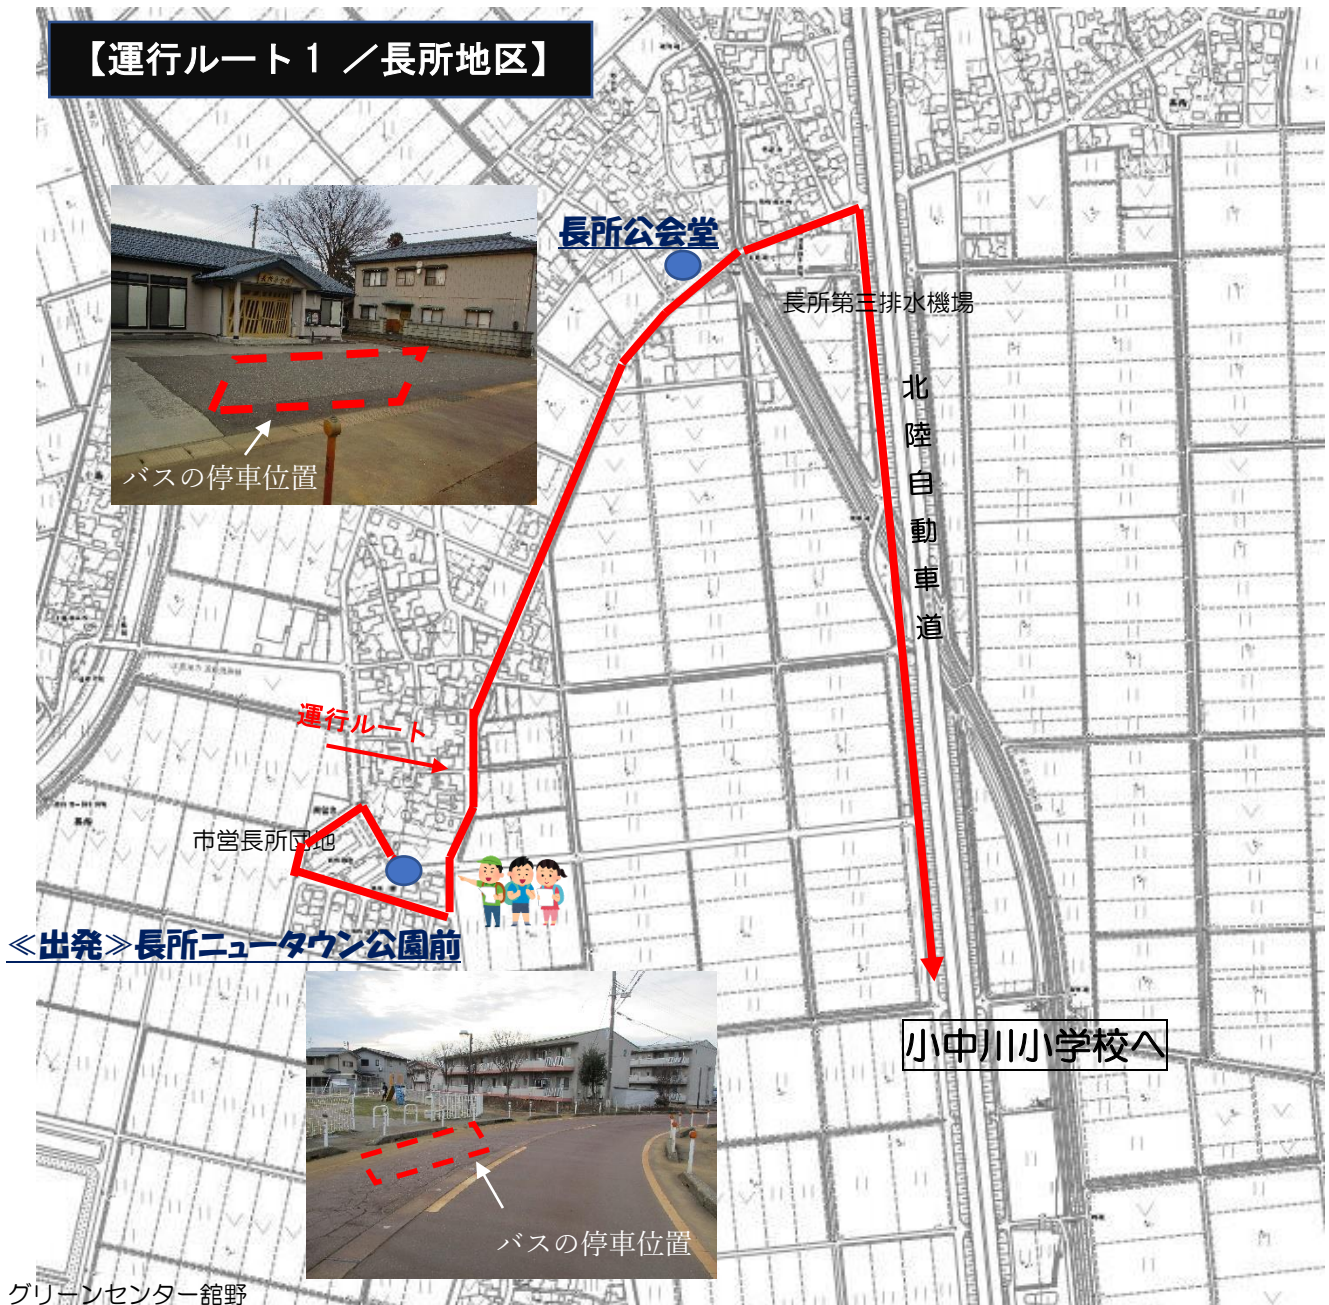 【運行ルート１ ／長所地区】
長所公会堂
長所第三排水機場
バスの停車位置
北陸自動車道
運行ルート
市営長所団地
≪出発≫長所ニュータウン公園前
小中川小学校へ
バスの停車位置
グリーンセンター舘野